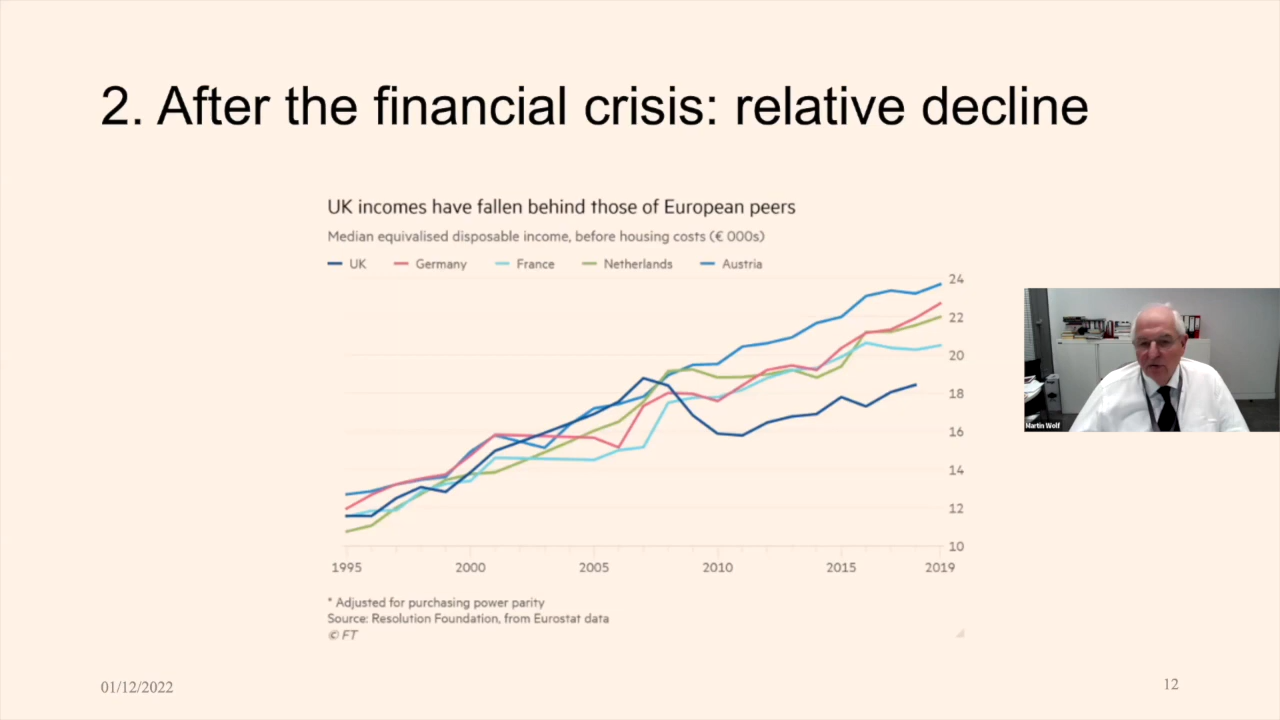 2. After the financial crisis: relative decline
UK incomes have fallen behind those of European peers
Median equivalised disposable income, before housing costs (€ 000s)
UK Germany France Netherlands Austria
24
22
20
18
16
14
12
10
1995 2000 2005 2010 2015 2019
* Adjusted for purchasing power parity
Source: Resolution Foundation, from Eurostat data
© FT
Martin Wolf
01/12/2022
12